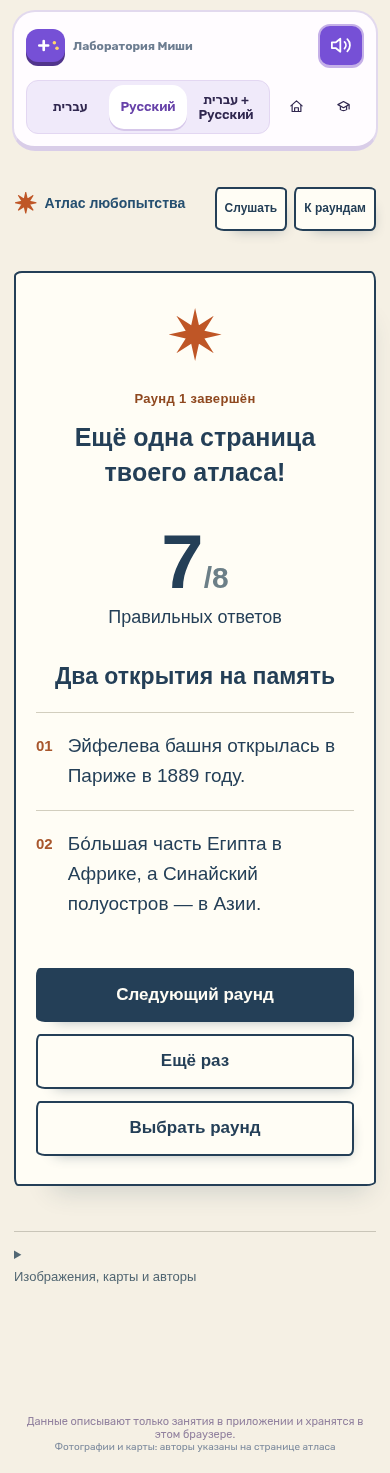 Лаборатория Миши
עברית
Русский
עברית +
Русский
Атлас любопытства
Слушать
К раундам
Раунд 1 завершён
Ещё одна страница
твоего атласа!
7/8
Правильных ответов
Два открытия на память
01 Эйфелева башня открылась в
Париже в 1889 году.
02 Бо́льшая часть Египта в
Африке, а Синайский
полуостров — в Азии.
Следующий раунд
Ещё раз
Выбрать раунд
Изображения, карты и авторы
Данные описывают только занятия в приложении и хранятся в
этом браузере.
Фотографии и карты: авторы указаны на странице атласа